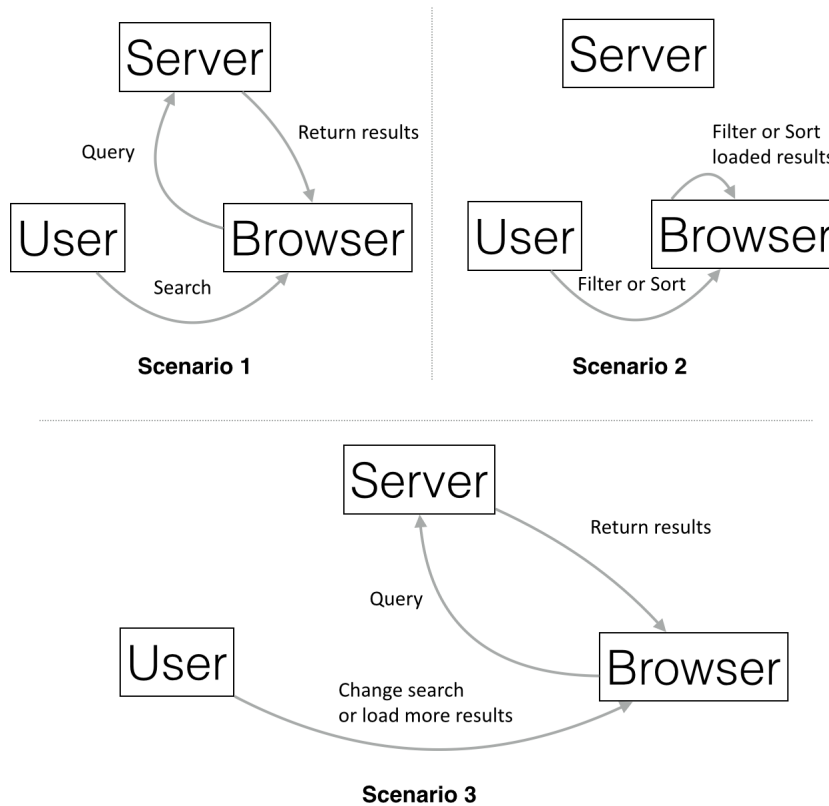 Server
Return results
Query
User
Browser
Search
Scenario 1
Server
Filter or Sort
loaded results
User
Browser
Filter or Sort
Scenario 2
Server
Return results
Query
User
Browser
Change search
or load more results
Scenario 3